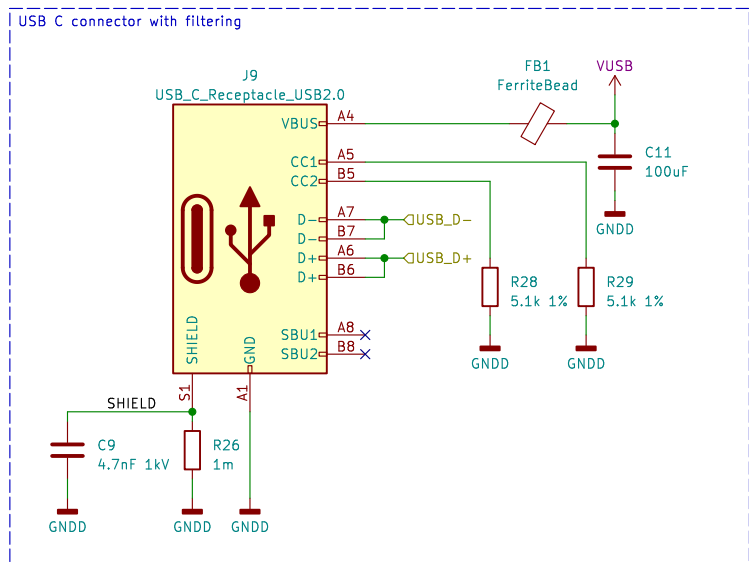 USB C connector with filtering
J9
USB_C_Receptacle_USB2.0
FB1
FerriteBead
VUSB
VBUS
A4
CC1
A5
CC2
B5
C11
100uF
GNDD
D-
A7
USB_D-
D-
B7
D+
A6
USB_D+
D+
B6
R28
5.1k 1%
R29
5.1k 1%
SBU1
A8
SBU2
B8
GNDD
GNDD
SHIELD
GND
S1
A1
SHIELD
C9
4.7nF 1kV
R26
1m
GNDD
GNDD
GNDD